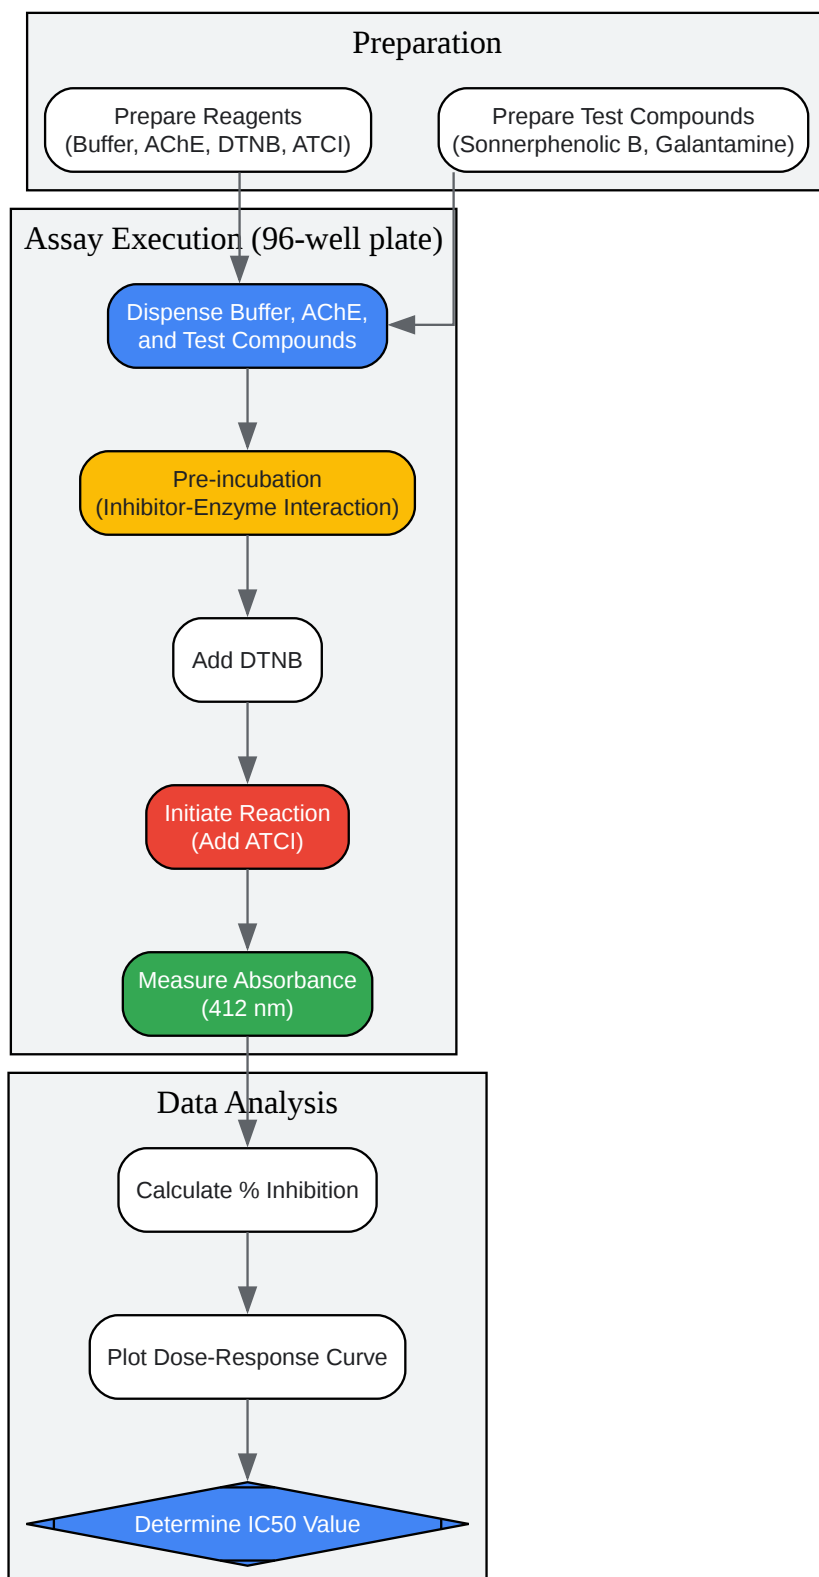 Preparation
Prepare Reagents
(Buffer, AChE, DTNB, ATCI)
Prepare Test Compounds
(Sonnerphenolic B, Galantamine)
Assay Execution (96-well plate)
Dispense Buffer, AChE,
and Test Compounds
Pre-incubation
(Inhibitor-Enzyme Interaction)
Add DTNB
Initiate Reaction
(Add ATCI)
Measure Absorbance
(412 nm)
Data Analysis
Calculate % Inhibition
Plot Dose-Response Curve
Determine IC50 Value